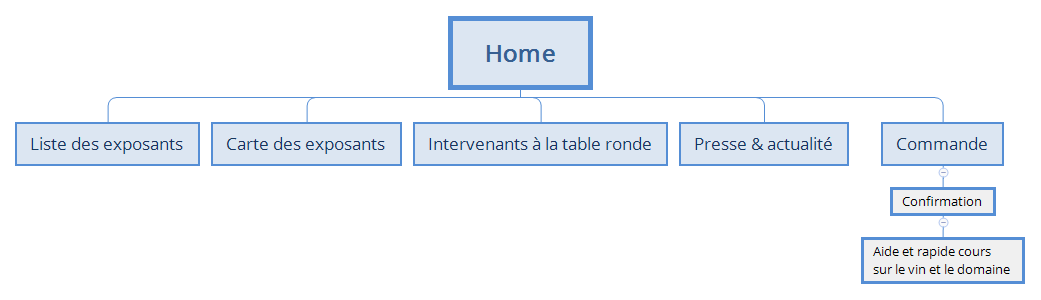 Home
Liste des exposants
Carte des exposants
Intervenants à la table ronde
Presse & actualité
Commande
Confirmation
Aide et rapide cours
sur le vin et le domaine